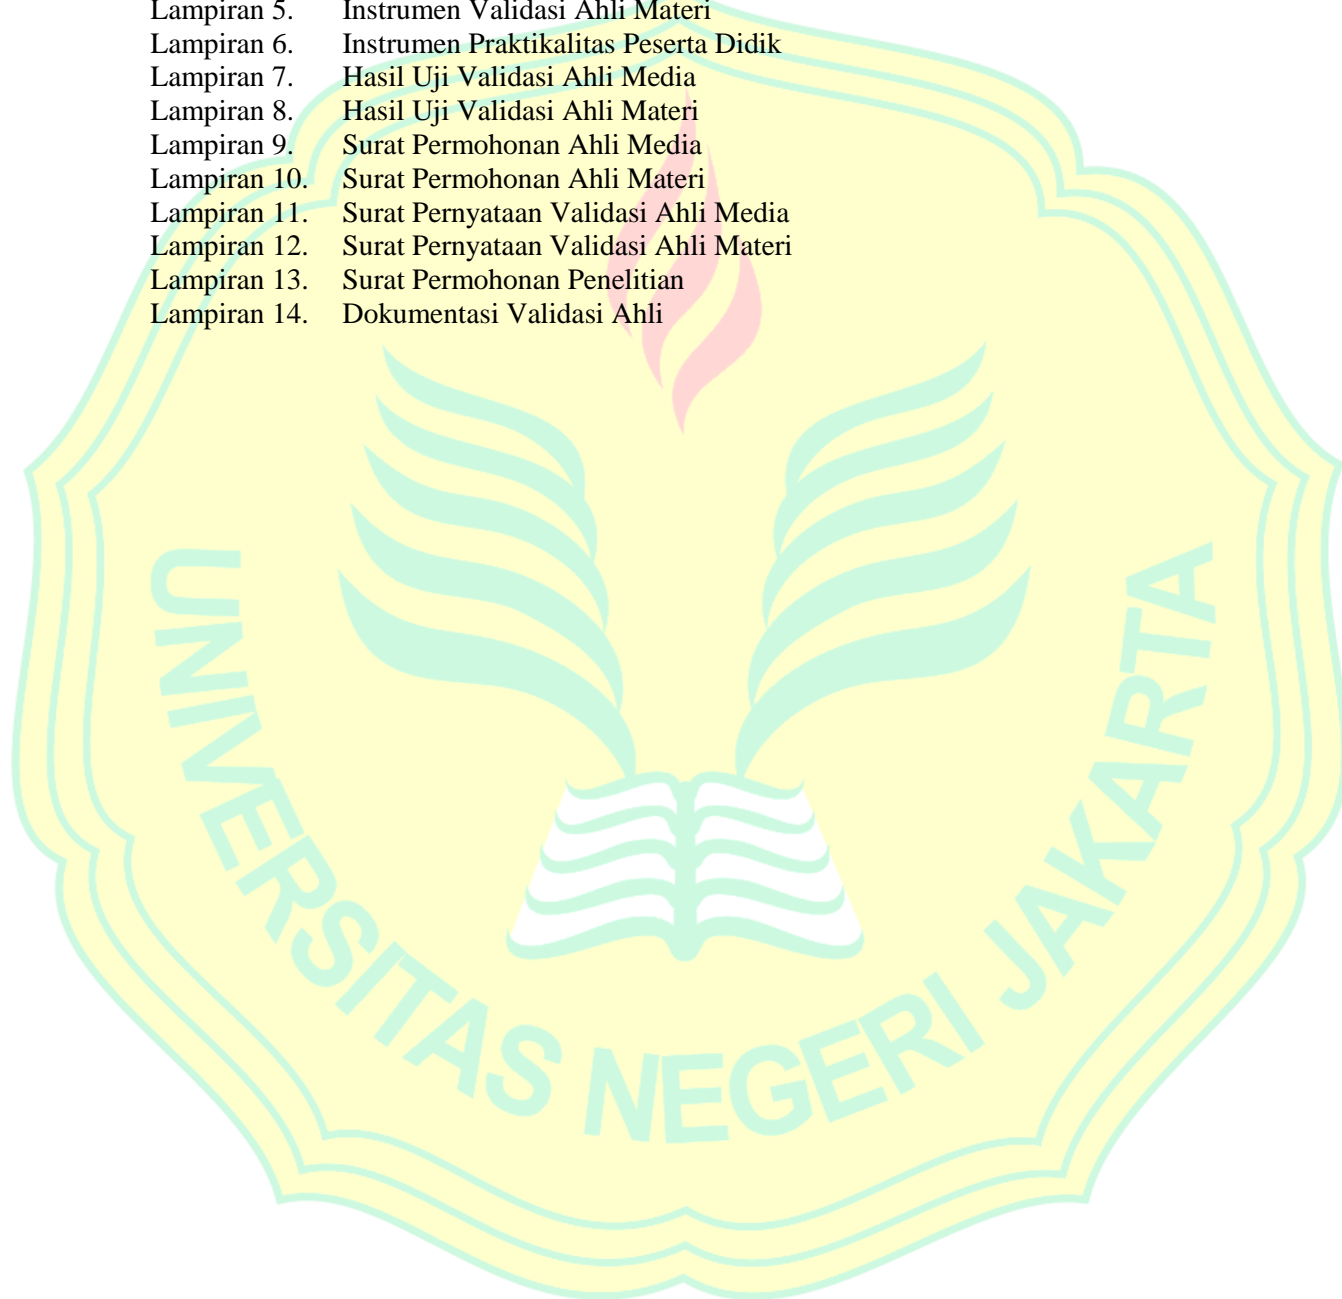 Lampiran 5. Instrumen Validasi Ahli Materi
Lampiran 6. Instrumen Praktikalitas Peserta Didik
Lampiran 7. Hasil Uji Validasi Ahli Media
Lampiran 8. Hasil Uji Validasi Ahli Materi
Lampiran 9. Surat Permohonan Ahli Media
Lampiran 10. Surat Permohonan Ahli Materi
Lampiran 11. Surat Pernyataan Validasi Ahli Media
Lampiran 12. Surat Pernyataan Validasi Ahli Materi
Lampiran 13. Surat Permohonan Penelitian
Lampiran 14. Dokumentasi Validasi Ahli
UNIVERSITAS NEGERI JAKARTA